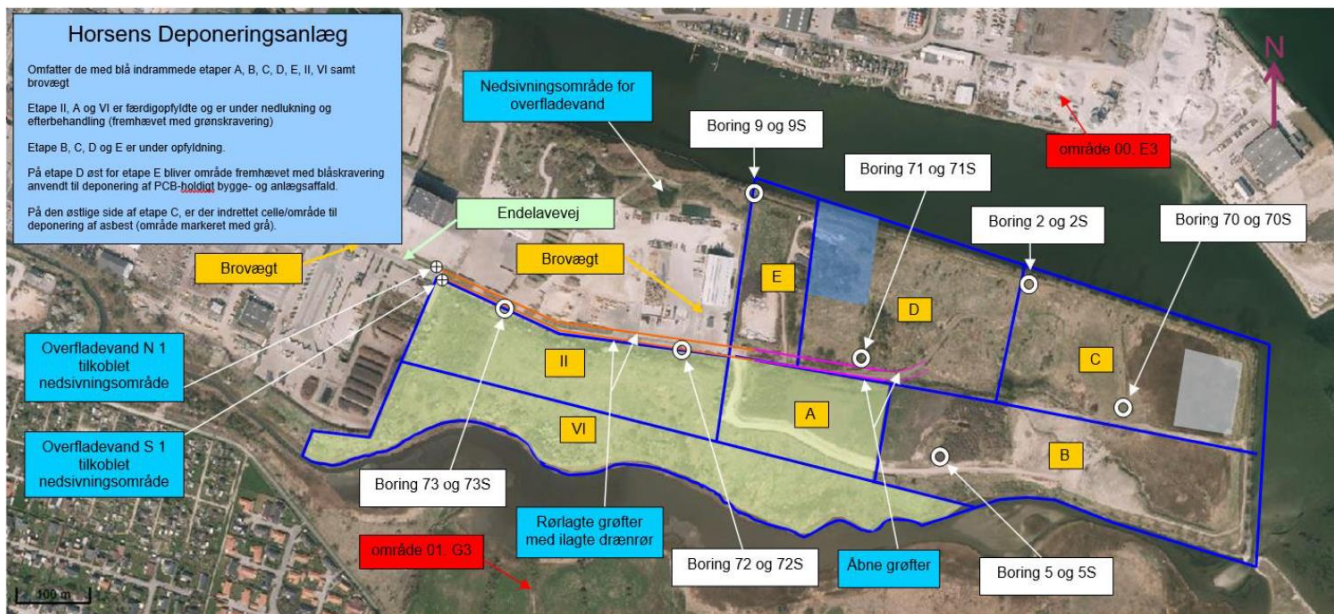 Horsens Deponeringsanlæg
Omfatter de med blå indrammede etaper A, B, C, D, E, II, VI samt
brovægt
Etape II, A og VI er færdigopfyldte og er under nedlukning og
efterbehandling (fremhævet med grønskravering)
Etape B, C, D og E er under opfyldning.
På etape D øst for etape E bliver område fremhævet med blåskravering
anvendt til deponering af PCB-holdigt bygge- og anlægsaffald.
På den østlige side af etape C, er der indrettet celle/område til
deponering af asbest (område markeret med grå).
Nedsivningsområde for
overfladevand
Boring 9 og 9S
N
område 00. E3
Boring 71 og 71S
Boring 2 og 2S
Boring 70 og 70S
Endelavevej
Brovægt
Brovægt
E
D
C
Overfladevand N 1
tilkoblet
nedsivningsområde
II
A
VI
B
Overfladevand S 1
tilkoblet
nedsivningsområde
Boring 73 og 73S
Rørlagte grøfter
med ilagte drænrør
område 01. G3
Boring 72 og 72S
Åbne grøfter
Boring 5 og 5S
100 m